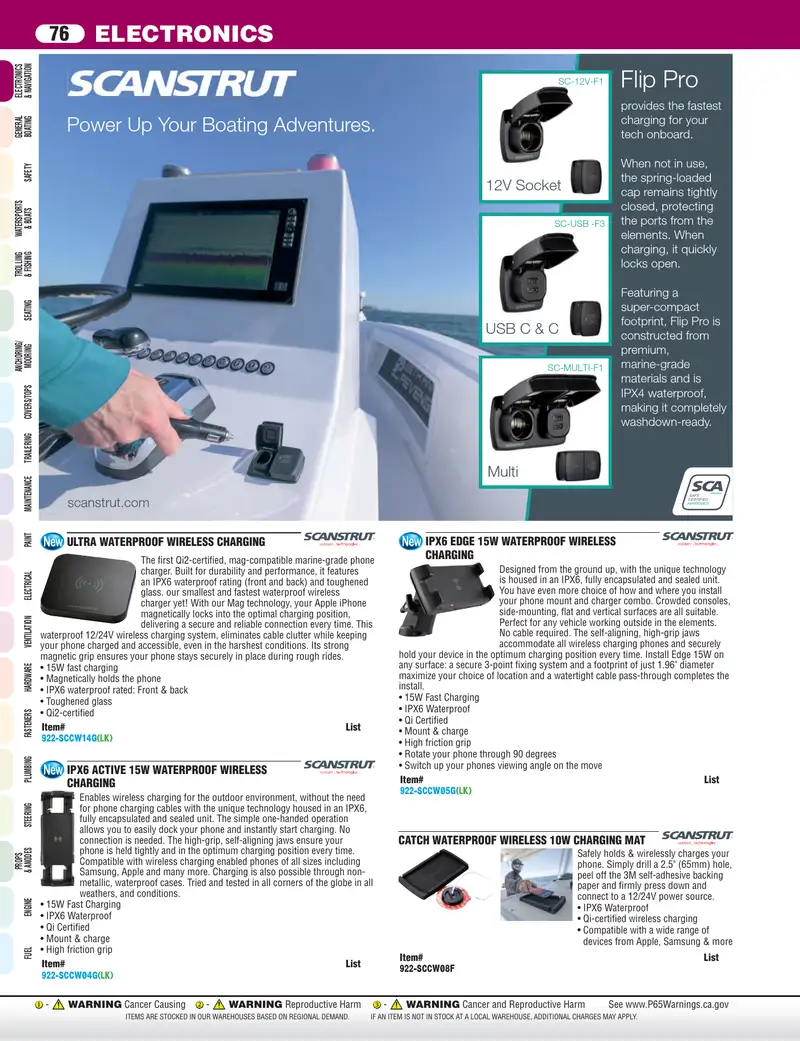 76 ELECTRONICS
ELECTRONICS
& NAVIGATION
GENERAL
BOATING
SAFETY
WATERSPORTS
& BOATS
TROLLING
& FISHING
SEATING
ANCHORING/
MOORING
COVERS/TOPS
TRAILERING
MAINTENANCE
PAINT
ELECTRICAL
VENTILATION
HARDWARE
FASTENERS
PLUMBING
STEERING
PROPS
& ANODES
ENGINE
FUEL
SCANSTRUT
Power Up Your Boating Adventures.
scanstrut.com
SC-12V-F1
12V Socket
SC-USB -F3
USB C & C
SC-MULTI-F1
Multi
Flip Pro
provides the fastest
charging for your
tech onboard.
When not in use,
the spring-loaded
cap remains tightly
closed, protecting
the ports from the
elements. When
charging, it quickly
locks open.
Featuring a
super-compact
footprint, Flip Pro is
constructed from
premium,
marine-grade
materials and is
IPX4 waterproof,
making it completely
washdown-ready.
SCA
SAFE
CERTIFIED
APPROVED
New ULTRA WATERPROOF WIRELESS CHARGING
SCANSTRUT
The first Qi2-certified, mag-compatible marine-grade phone
charger. Built for durability and performance, it features
an IPX6 waterproof rating (front and back) and toughened
glass. our smallest and fastest waterproof wireless
charger yet! With our Mag technology, your Apple iPhone
magnetically locks into the optimal charging position,
delivering a secure and reliable connection every time. This
waterproof 12/24V wireless charging system, eliminates cable clutter while keeping
your phone charged and accessible, even in the harshest conditions. Its strong
magnetic grip ensures your phone stays securely in place during rough rides.
• 15W fast charging
• Magnetically holds the phone
• IPX6 waterproof rated: Front & back
• Toughened glass
• Qi2-certified
Item# List
922-SCCW14G(LK)
New IPX6 ACTIVE 15W WATERPROOF WIRELESS
CHARGING
SCANSTRUT
Enables wireless charging for the outdoor environment, without the need
for phone charging cables with the unique technology housed in an IPX6,
fully encapsulated and sealed unit. The simple one-handed operation
allows you to easily dock your phone and instantly start charging. No
connection is needed. The high-grip, self-aligning jaws ensure your
phone is held tightly and in the optimum charging position every time.
Compatible with wireless charging enabled phones of all sizes including
Samsung, Apple and many more. Charging is also possible through non-
metallic, waterproof cases. Tried and tested in all corners of the globe in all
weathers, and conditions.
• 15W Fast Charging
• IPX6 Waterproof
• Qi Certified
• Mount & charge
• High friction grip
Item# List
922-SCCW04G(LK)
New IPX6 EDGE 15W WATERPROOF WIRELESS
CHARGING
SCANSTRUT
Designed from the ground up, with the unique technology
is housed in an IPX6, fully encapsulated and sealed unit.
You have even more choice of how and where you install
your phone mount and charger combo. Crowded consoles,
side-mounting, flat and vertical surfaces are all suitable.
Perfect for any vehicle working outside in the elements.
No cable required. The self-aligning, high-grip jaws
accommodate all wireless charging phones and securely
hold your device in the optimum charging position every time. Install Edge 15W on
any surface: a secure 3-point fixing system and a footprint of just 1.96" diameter
maximize your choice of location and a watertight cable pass-through completes the
install.
• 15W Fast Charging
• IPX6 Waterproof
• Qi Certified
• Mount & charge
• High friction grip
• Rotate your phone through 90 degrees
• Switch up your phones viewing angle on the move
Item# List
922-SCCW05G(LK)
CATCH WATERPROOF WIRELESS 10W CHARGING MAT
SCANSTRUT
Safely holds & wirelessly charges your
phone. Simply drill a 2.5" (65mm) hole,
peel off the 3M self-adhesive backing
paper and firmly press down and
connect to a 12/24V power source.
• IPX6 Waterproof
• Qi-certified wireless charging
• Compatible with a wide range of
devices from Apple, Samsung & more
Item# List
922-SCCW08F
1 - WARNING Cancer Causing 2 - WARNING Reproductive Harm 3 - WARNING Cancer and Reproductive Harm See www.P65Warnings.ca.gov
ITEMS ARE STOCKED IN OUR WAREHOUSES BASED ON REGIONAL DEMAND. IF AN ITEM IS NOT IN STOCK AT A LOCAL WAREHOUSE, ADDITIONAL CHARGES MAY APPLY.